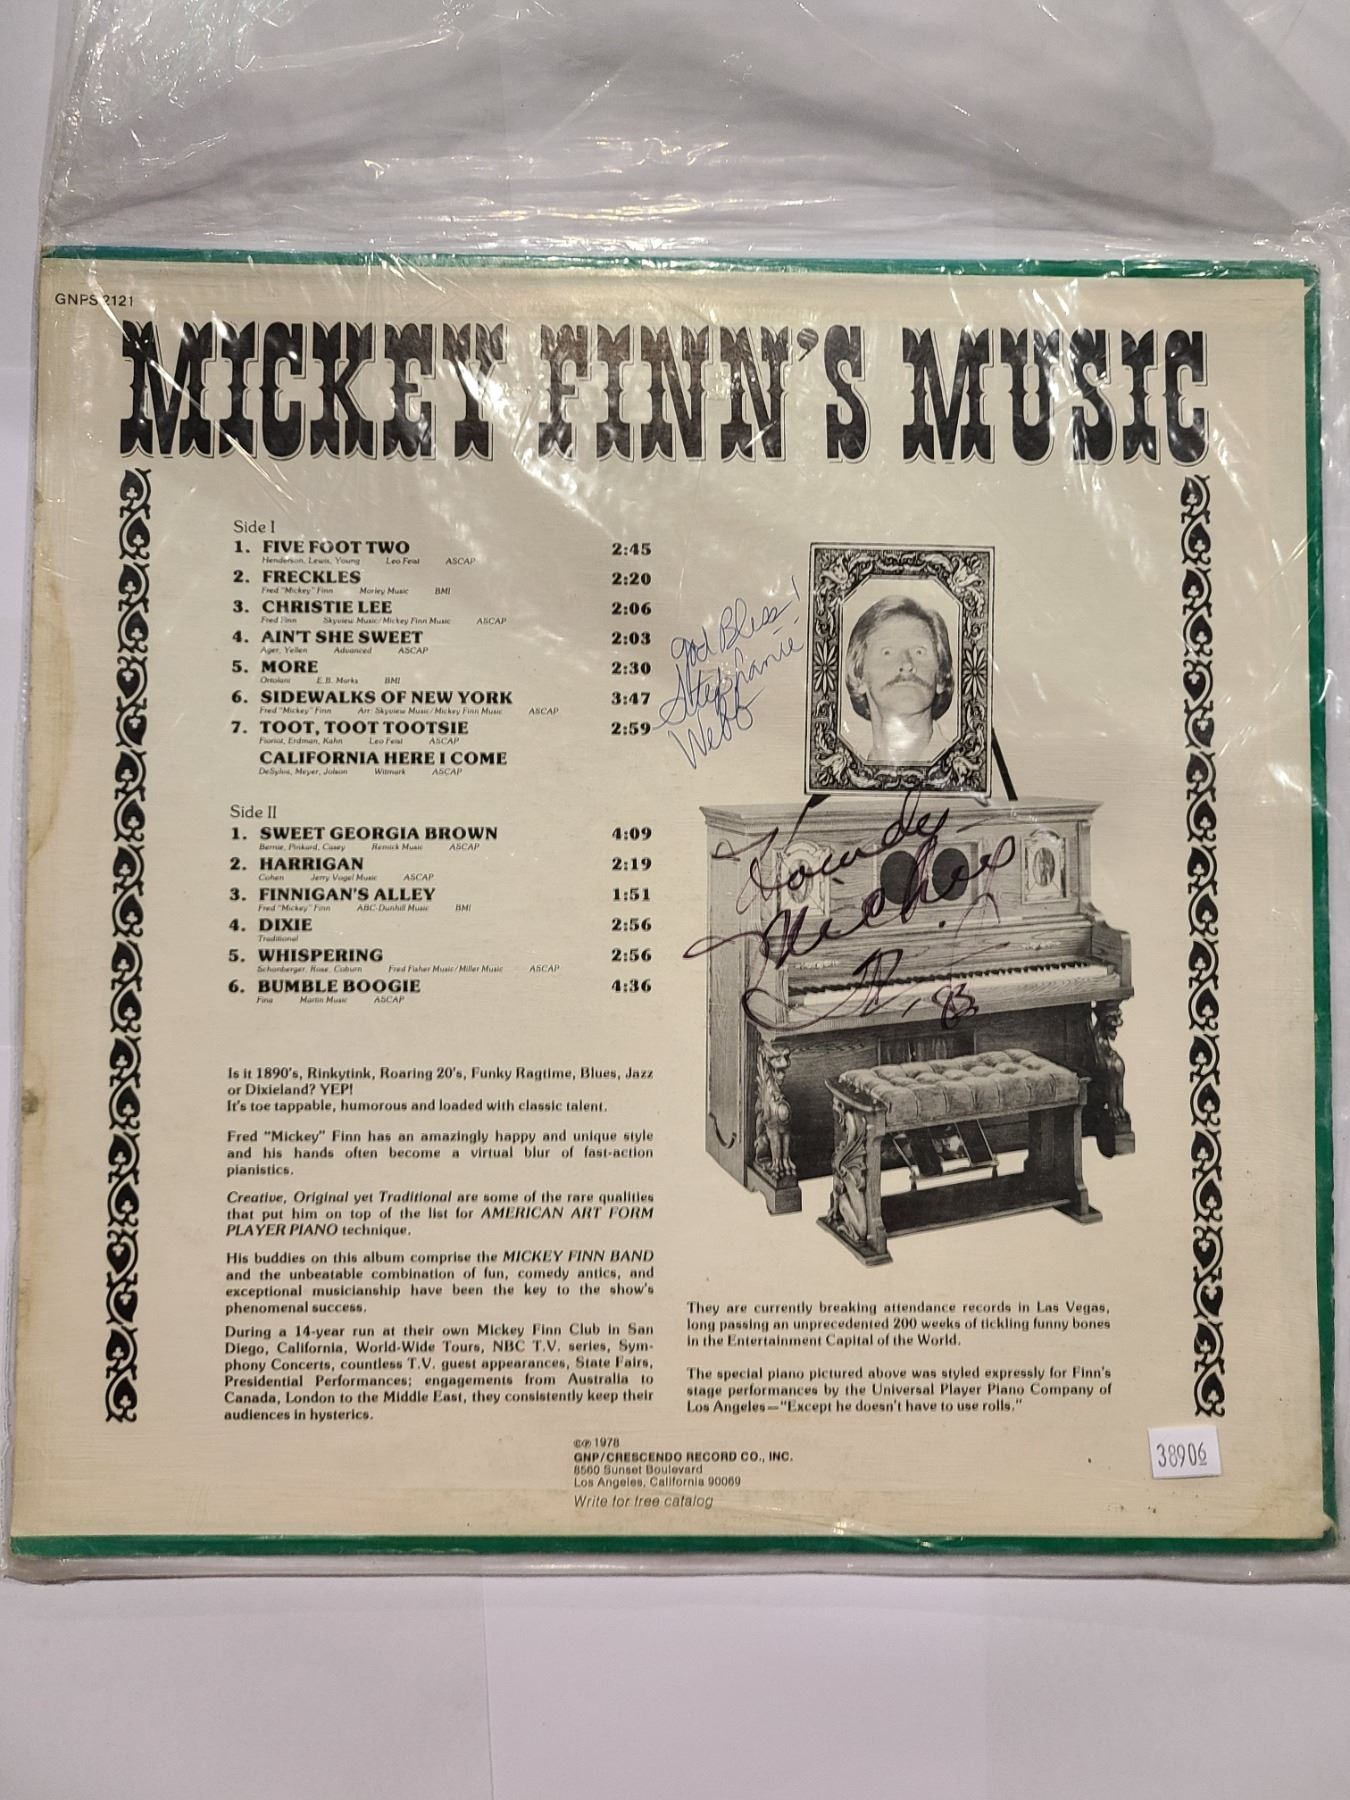 GNPS 2121
MICKEY FINN'S MUSIC
Side I
1. FIVE FOOT TWO 2:45
Henderson, Lewis, Young Leo Feist ASCAP
2. FRECKLES 2:20
Fred "Mickey" Finn Morley Music BMI
3. CHRISTIE LEE 2:06
Fred Finn Skyview Music/Mickey Finn Music ASCAP
4. AIN'T SHE SWEET 2:03
Ager, Yellen Advanced ASCAP
5. MORE 2:30
Ortolani E.B. Marks BMI
6. SIDEWALKS OF NEW YORK 3:47
Fred "Mickey" Finn Arr: Skyview Music/Mickey Finn Music ASCAP
7. TOOT, TOOT TOOTSIE 2:59
Fiorist, Erdman, Kahn Leo Feist ASCAP
CALIFORNIA HERE I COME
DeSylva, Meyer, Jolson Witmark ASCAP
Side II
1. SWEET GEORGIA BROWN 4:09
Bernie, Pinkard, Casey Remick Music ASCAP
2. HARRIGAN 2:19
Cohen Jerry Vogel Music ASCAP
3. FINNIGAN'S ALLEY 1:51
Fred "Mickey" Finn ABC-Dunhill Music BMI
4. DIXIE 2:56
Traditional
5. WHISPERING 2:56
Schonberger, Rose, Coburn Fred Fisher Music/Miller Music ASCAP
6. BUMBLE BOOGIE 4:36
Fina Martin Music ASCAP
God Bless!
Stephanie
Webb
Howdy
Mickey
83
Is it 1890's, Rinkytink, Roaring 20's, Funky Ragtime, Blues, Jazz
or Dixieland? YEP!
It's toe tappable, humorous and loaded with classic talent.
Fred "Mickey" Finn has an amazingly happy and unique style
and his hands often become a virtual blur of fast-action
pianistics.
Creative, Original yet Traditional are some of the rare qualities
that put him on top of the list for AMERICAN ART FORM
PLAYER PIANO technique.
His buddies on this album comprise the MICKEY FINN BAND
and the unbeatable combination of fun, comedy antics, and
exceptional musicianship have been the key to the show's
phenomenal success.
During a 14-year run at their own Mickey Finn Club in San
Diego, California, World-Wide Tours, NBC T.V. series, Sym-
phony Concerts, countless T.V. guest appearances, State Fairs,
Presidential Performances; engagements from Australia to
Canada, London to the Middle East, they consistently keep their
audiences in hysterics.
They are currently breaking attendance records in Las Vegas,
long passing an unprecedented 200 weeks of tickling funny bones
in the Entertainment Capital of the World.
The special piano pictured above was styled expressly for Finn's
stage performances by the Universal Player Piano Company of
Los Angeles—"Except he doesn't have to use rolls."
©℗ 1978
GNP/CRESCENDO RECORD CO., INC.
8560 Sunset Boulevard
Los Angeles, California 90069
Write for free catalog
38906